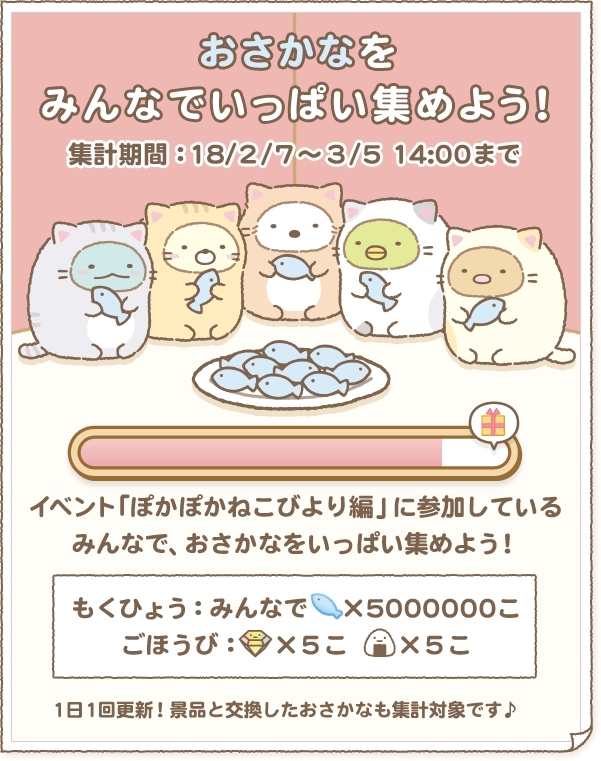 おさかなを
みんなでいっぱい集めよう!
集計期間：18/2/7～3/5 14:00まで
イベント「ぽかぽかねこびより編」に参加している
みんなで、おさかなをいっぱい集めよう!
もくひょう：みんなで×5000000こ
ごほうび：×5こ ×5こ
1日1回更新！景品と交換したおさかなも集計対象です♪